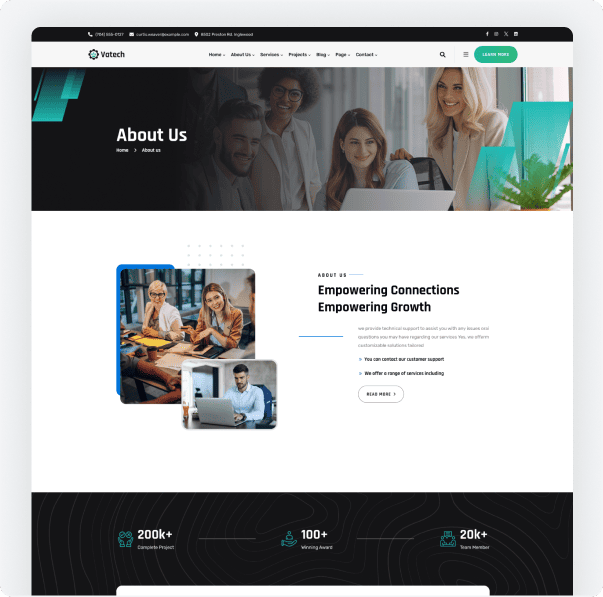 (704) 555-0127 curtis.weaver@example.com 8502 Preston Rd. Inglewood
Vatech Home About Us Services Projects Blog Page Contact LEARN MORE
About Us
Home > About us
ABOUT US
Empowering Connections
Empowering Growth
we provide technical support to assist you with any issues and
questions you may have regarding our services Yes, we offerm
customizable solutions tailored
You can contact our customer support
We offer a range of services including
READ MORE >
200k+ 100+ 20k+
Complete Project Winning Award Team Member